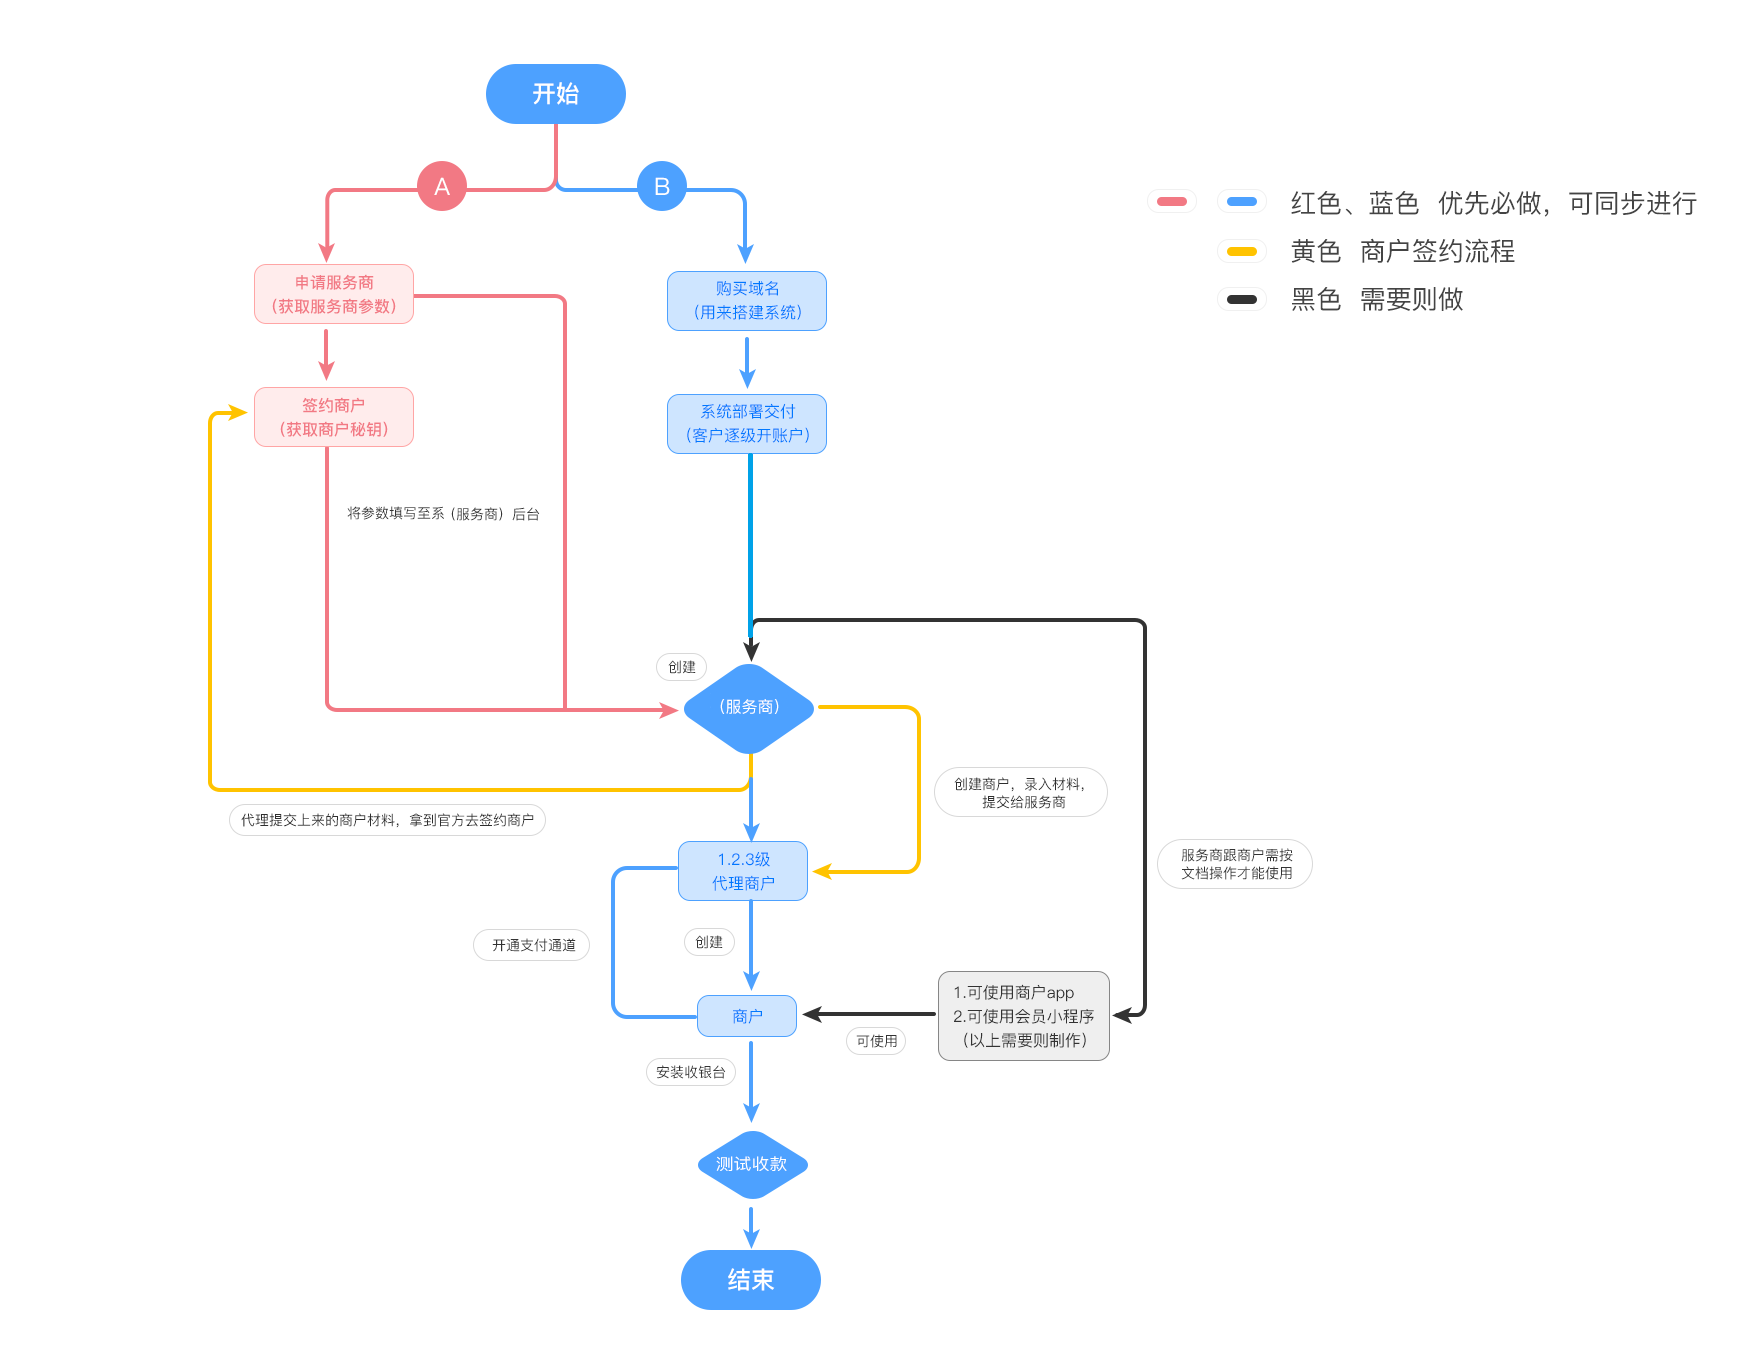 开始
A
B
红色、蓝色 优先必做，可同步进行
黄色 商户签约流程
黑色 需要则做
申请服务商
（获取服务商参数）
购买域名
（用来搭建系统）
签约商户
（获取商户秘钥）
系统部署交付
（客户逐级开账户）
将参数填写至系（服务商）后台
创建
（服务商）
创建商户，录入材料，
提交给服务商
代理提交上来的商户材料，拿到官方去签约商户
服务商跟商户需按
文档操作才能使用
1.2.3级
代理商户
开通支付通道
创建
商户
1.可使用商户app
2.可使用会员小程序
（以上需要则制作）
可使用
安装收银台
测试收款
结束